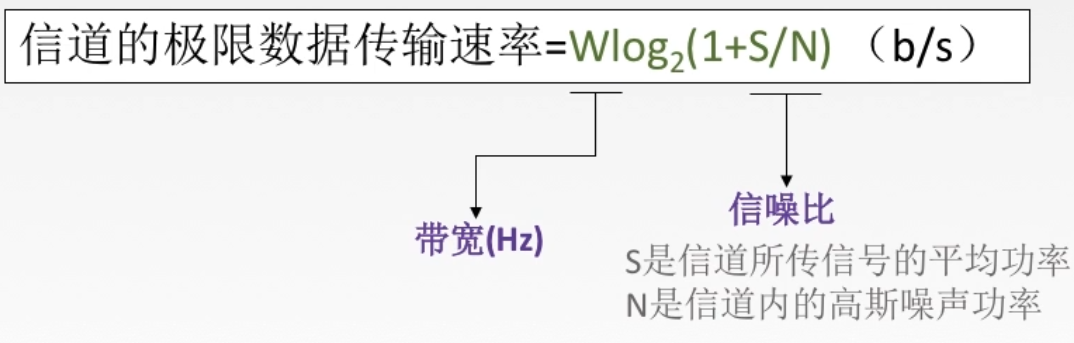 信道的极限数据传输速率=Wlog₂(1+S/N) （b/s）
带宽(Hz)
信噪比
S是信道所传信号的平均功率
N是信道内的高斯噪声功率